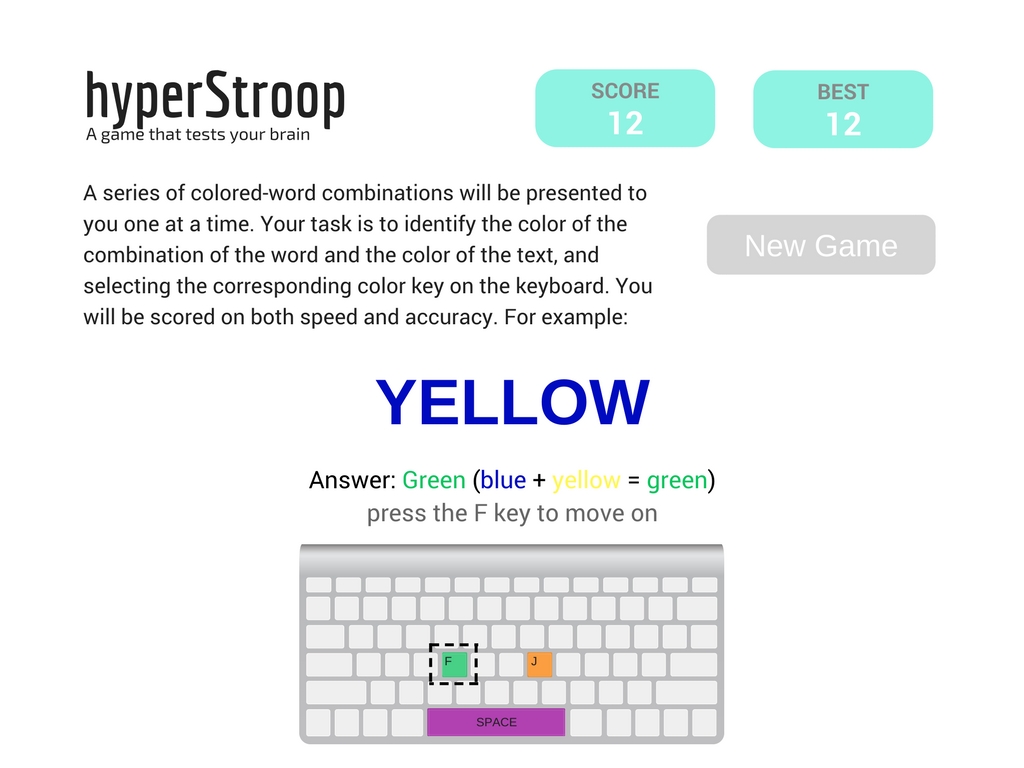 hyperStroop
A game that tests your brain
SCORE
12
BEST
12
A series of colored-word combinations will be presented to
you one at a time. Your task is to identify the color of the
combination of the word and the color of the text, and
selecting the corresponding color key on the keyboard. You
will be scored on both speed and accuracy. For example:
New Game
YELLOW
Answer: Green (blue + yellow = green)
press the F key to move on
F
J
SPACE